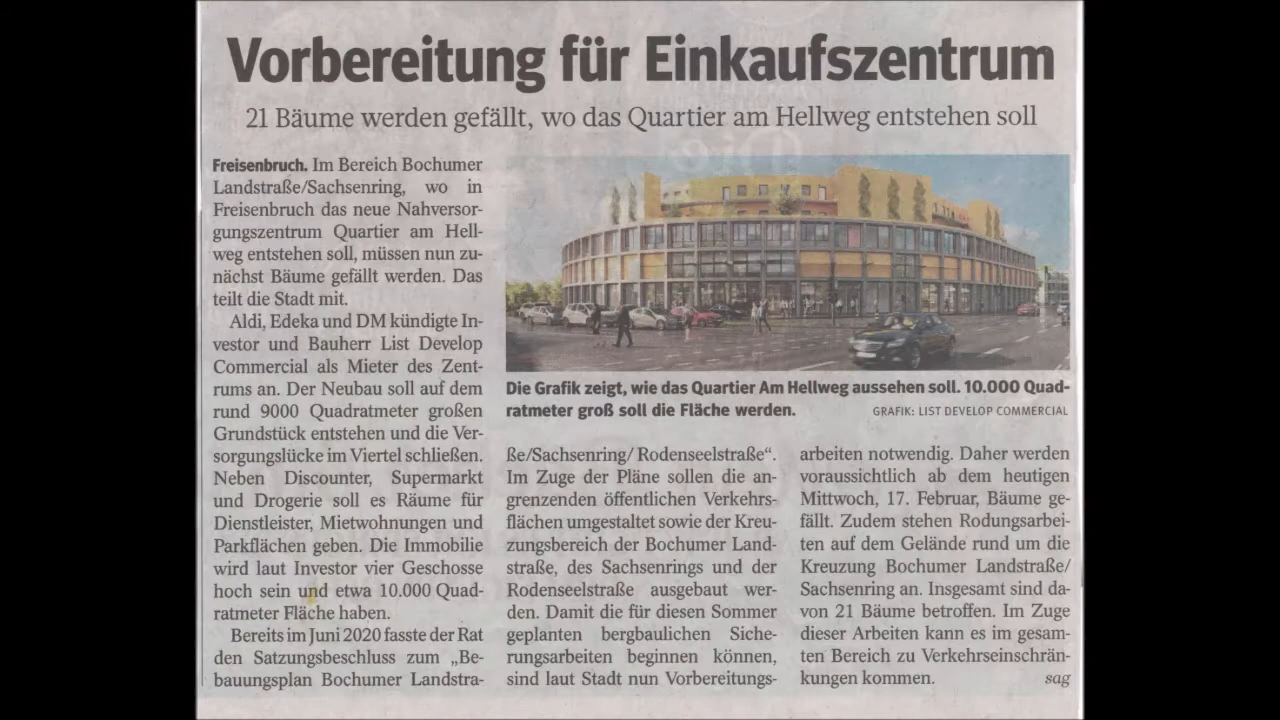 Vorbereitung für Einkaufszentrum
21 Bäume werden gefällt, wo das Quartier am Hellweg entstehen soll
Freisenbruch. Im Bereich Bochumer
Landstraße/Sachsenring, wo in
Freisenbruch das neue Nahversor-
gungszentrum Quartier am Hell-
weg entstehen soll, müssen nun zu-
nächst Bäume gefällt werden. Das
teilt die Stadt mit.
Aldi, Edeka und DM kündigte In-
vestor und Bauherr List Develop
Commercial als Mieter des Zent-
rums an. Der Neubau soll auf dem
rund 9000 Quadratmeter großen
Grundstück entstehen und die Ver-
sorgungslücke im Viertel schließen.
Neben Discounter, Supermarkt
und Drogerie soll es Räume für
Dienstleister, Mietwohnungen und
Parkflächen geben. Die Immobilie
wird laut Investor vier Geschosse
hoch sein und etwa 10.000 Quad-
ratmeter Fläche haben.
Bereits im Juni 2020 fasste der Rat
den Satzungsbeschluss zum „Be-
bauungsplan Bochumer Landstra-
Die Grafik zeigt, wie das Quartier Am Hellweg aussehen soll. 10.000 Quad-
ratmeter groß soll die Fläche werden.
GRAFIK: LIST DEVELOP COMMERCIAL
ße/Sachsenring/ Rodenseelstraße“.
Im Zuge der Pläne sollen die an-
grenzenden öffentlichen Verkehrs-
flächen umgestaltet sowie der Kreu-
zungsbereich der Bochumer Land-
straße, des Sachsenrings und der
Rodenseelstraße ausgebaut wer-
den. Damit die für diesen Sommer
geplanten bergbaulichen Siche-
rungsarbeiten beginnen können,
sind laut Stadt nun Vorbereitungs-
arbeiten notwendig. Daher werden
voraussichtlich ab dem heutigen
Mittwoch, 17. Februar, Bäume ge-
fällt. Zudem stehen Rodungsarbei-
ten auf dem Gelände rund um die
Kreuzung Bochumer Landstraße/
Sachsenring an. Insgesamt sind da-
von 21 Bäume betroffen. Im Zuge
dieser Arbeiten kann es im gesam-
ten Bereich zu Verkehrseinschrän-
kungen kommen.
sag